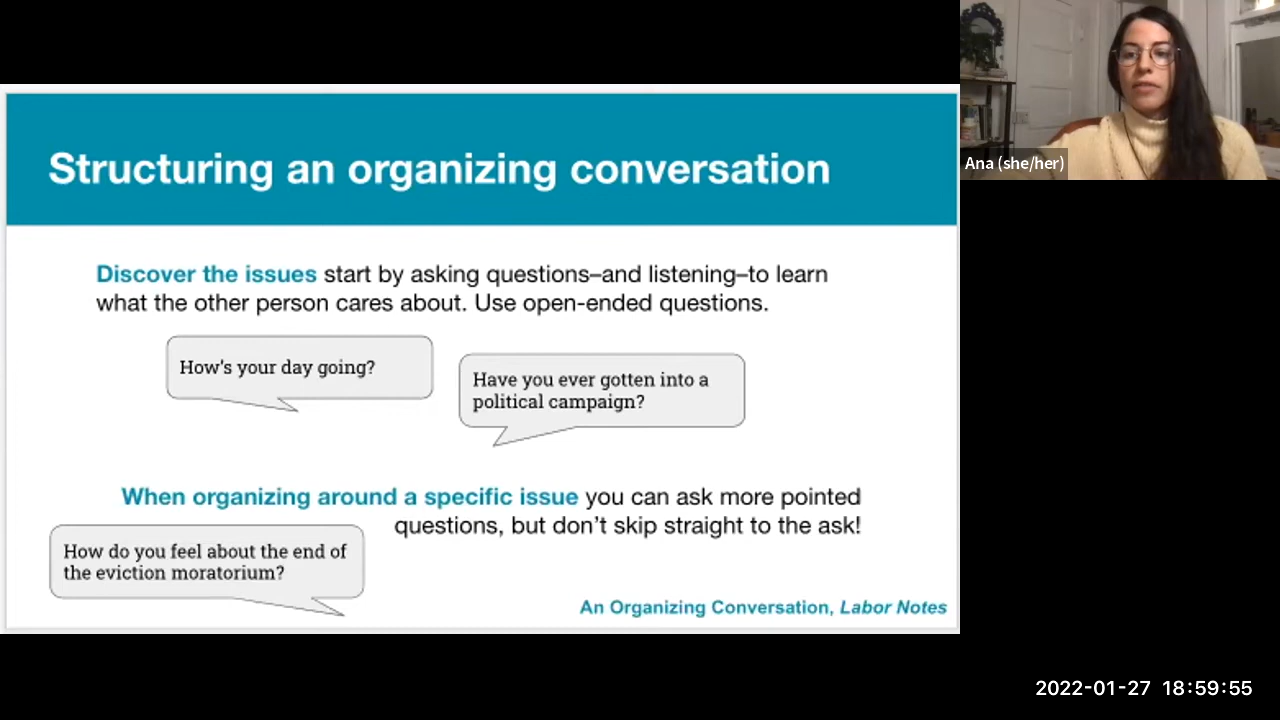 Structuring an organizing conversation
Discover the issues start by asking questions–and listening–to learn
what the other person cares about. Use open-ended questions.
How's your day going?
Have you ever gotten into a
political campaign?
When organizing around a specific issue you can ask more pointed
questions, but don't skip straight to the ask!
How do you feel about the end of
the eviction moratorium?
An Organizing Conversation, Labor Notes
Ana (she/her)
2022-01-27 18:59:55